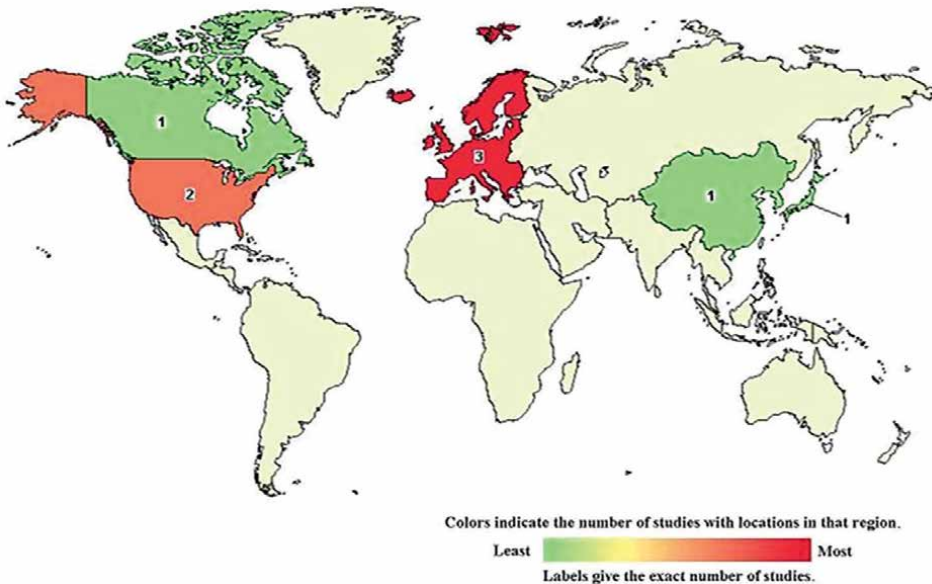 1
2
3
1
1
Colors indicate the number of studies with locations in that region.
Least Most
Labels give the exact number of studies.